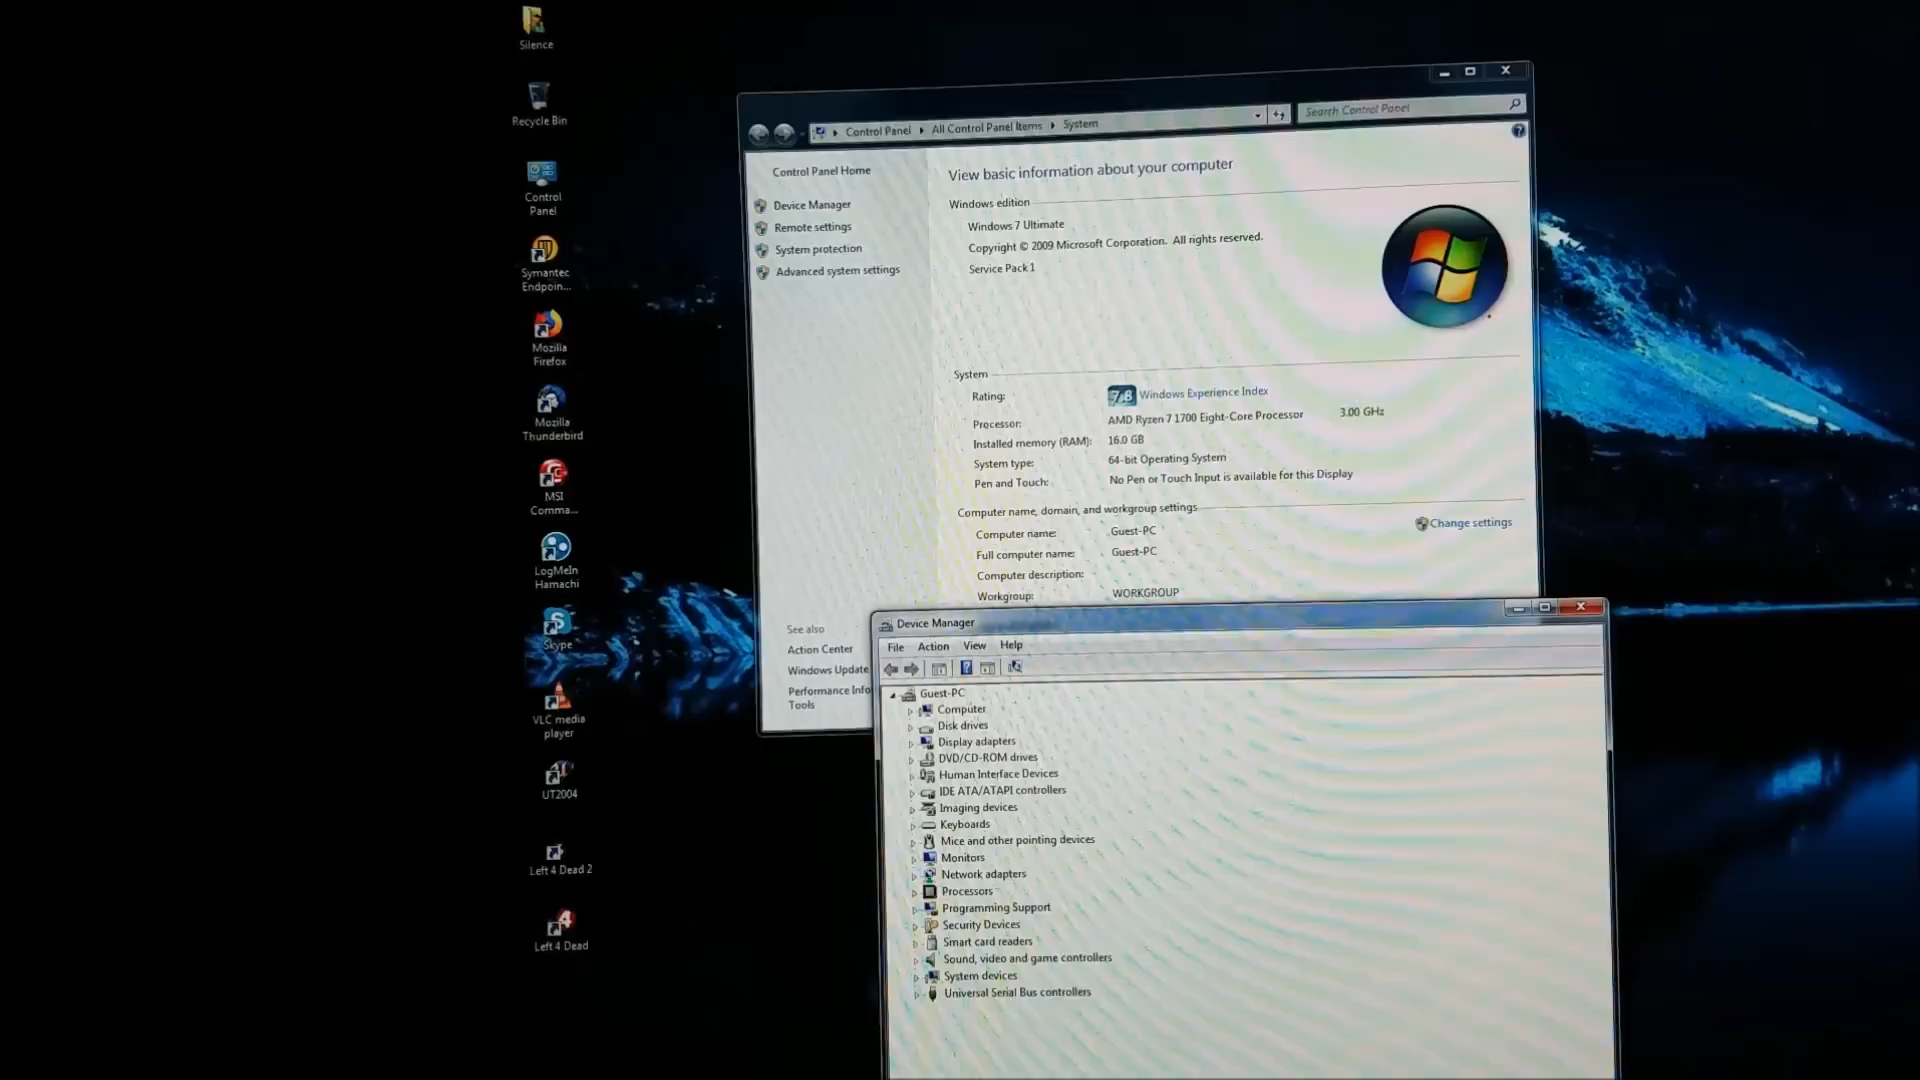 Silence
Recycle Bin
Control
Panel
Symantec
Endpoin...
Mozilla
Firefox
Mozilla
Thunderbird
MSI
Comma...
LogMeIn
Hamachi
Skype
VLC media
player
UT2004
Left 4 Dead 2
Left 4 Dead
Control Panel All Control Panel Items System
Search Control Panel
Control Panel Home
Device Manager
Remote settings
System protection
Advanced system settings
See also
Action Center
Windows Update
Performance Info
Tools
View basic information about your computer
Windows edition
Windows 7 Ultimate
Copyright © 2009 Microsoft Corporation. All rights reserved.
Service Pack 1
System
Rating: 7,8 Windows Experience Index
Processor: AMD Ryzen 7 1700 Eight-Core Processor 3.00 GHz
Installed memory (RAM): 16.0 GB
System type: 64-bit Operating System
Pen and Touch: No Pen or Touch Input is available for this Display
Computer name, domain, and workgroup settings
Computer name: Guest-PC
Change settings
Full computer name: Guest-PC
Computer description:
Workgroup: WORKGROUP
Device Manager
File Action View Help
Guest-PC
Computer
Disk drives
Display adapters
DVD/CD-ROM drives
Human Interface Devices
IDE ATA/ATAPI controllers
Imaging devices
Keyboards
Mice and other pointing devices
Monitors
Network adapters
Processors
Programming Support
Security Devices
Smart card readers
Sound, video and game controllers
System devices
Universal Serial Bus controllers